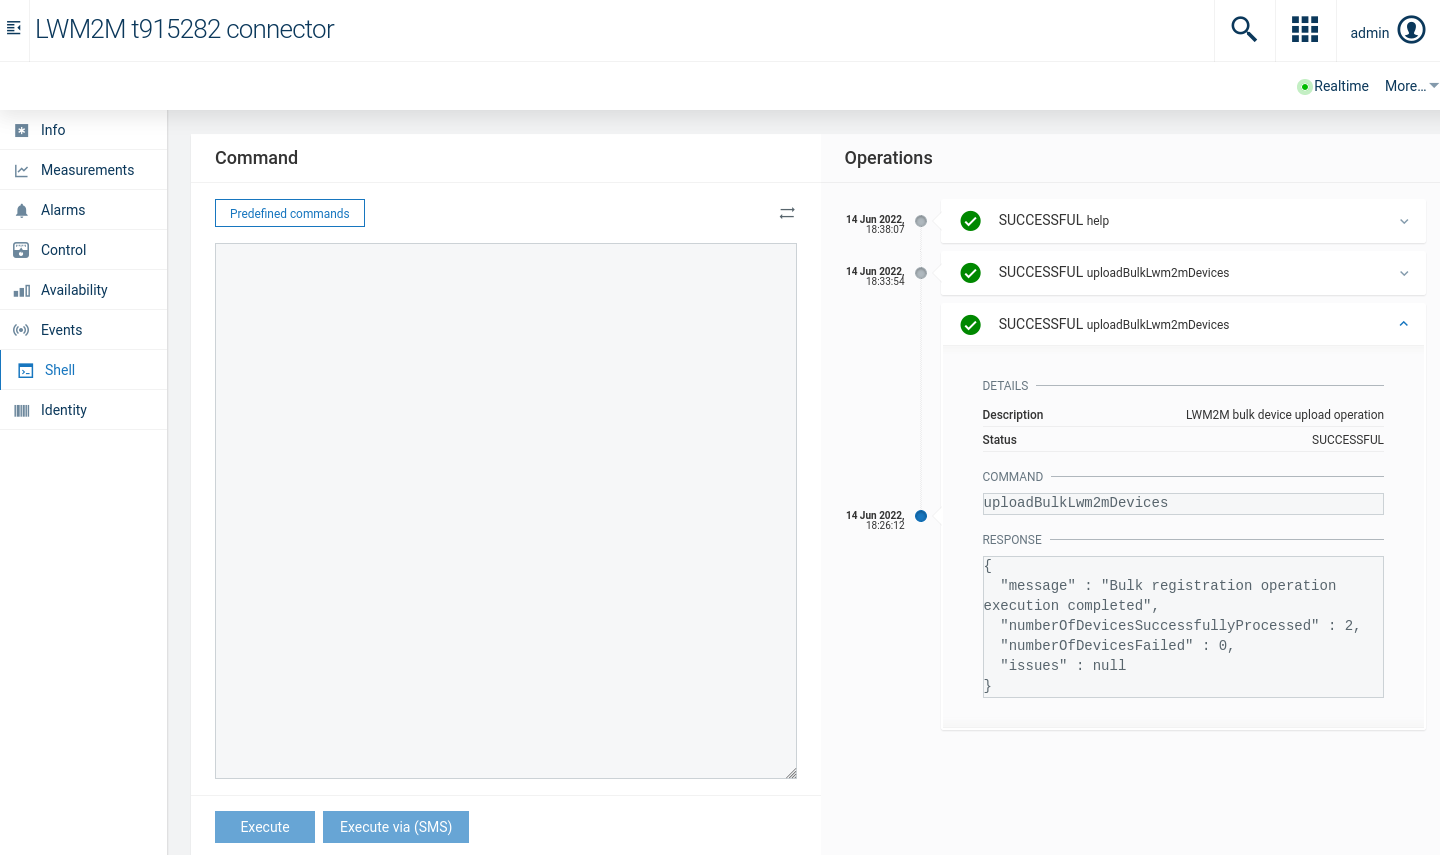 LWM2M t915282 connector
admin
Realtime
More...
Info
Measurements
Alarms
Control
Availability
Events
Shell
Identity
Command
Predefined commands
Execute
Execute via (SMS)
Operations
14 Jun 2022,
18:38:07
SUCCESSFUL help
14 Jun 2022,
18:33:54
SUCCESSFUL uploadBulkLwm2mDevices
14 Jun 2022,
18:26:12
SUCCESSFUL uploadBulkLwm2mDevices
DETAILS
Description LWM2M bulk device upload operation
Status SUCCESSFUL
COMMAND
uploadBulkLwm2mDevices
RESPONSE
{
"message" : "Bulk registration operation
execution completed",
"numberOfDevicesSuccessfullyProcessed" : 2,
"numberOfDevicesFailed" : 0,
"issues" : null
}